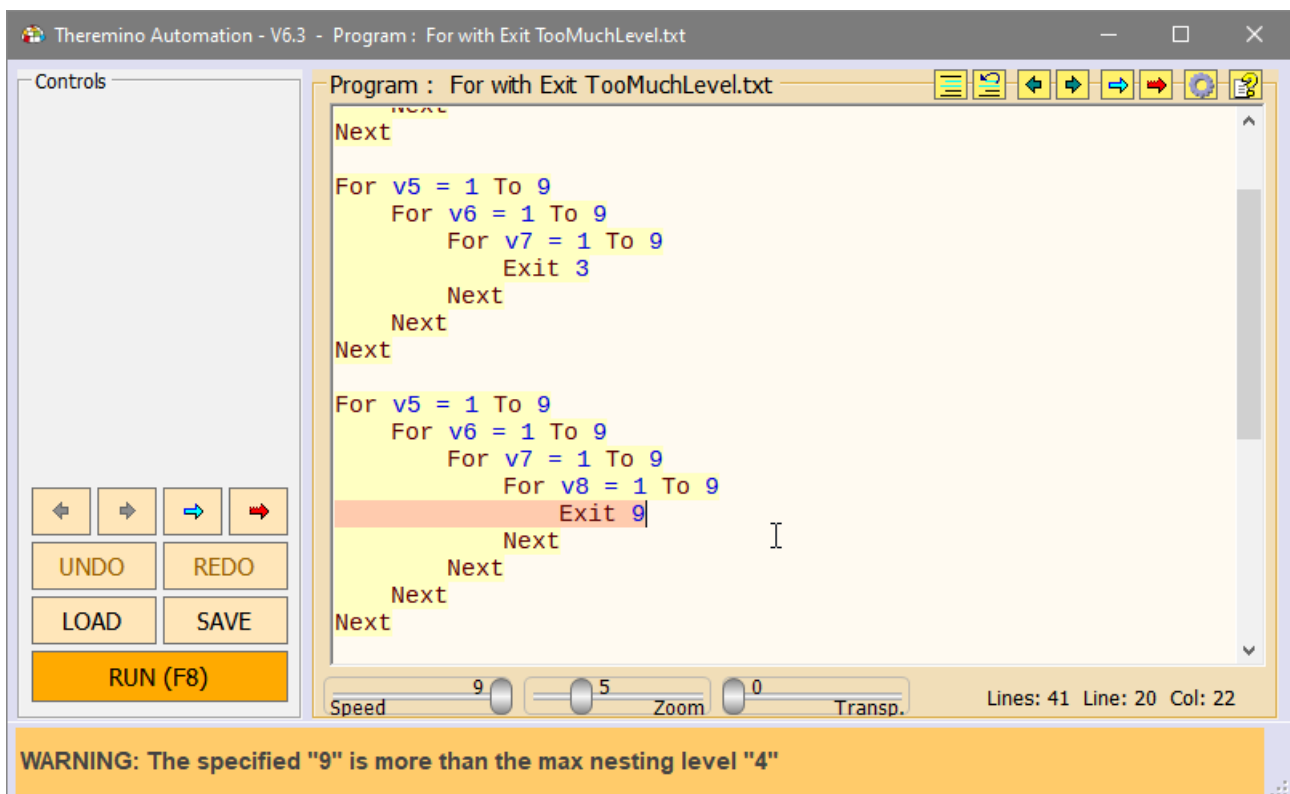 Theremino Automation - V6.3 - Program : For with Exit TooMuchLevel.txt
Controls
Program : For with Exit TooMuchLevel.txt
Next
Next

For v5 = 1 To 9
    For v6 = 1 To 9
        For v7 = 1 To 9
            Exit 3
        Next
    Next
Next

For v5 = 1 To 9
    For v6 = 1 To 9
        For v7 = 1 To 9
            For v8 = 1 To 9
                Exit 9
            Next
        Next
    Next
Next
UNDO REDO
LOAD SAVE
RUN (F8)
Speed 9
5 Zoom
0 Transp.
Lines: 41 Line: 20 Col: 22
WARNING: The specified "9" is more than the max nesting level "4"